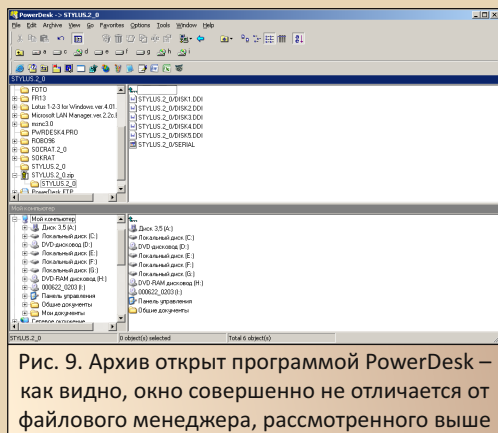 PowerDesk -> STYLUS.2_0
File Edit Archive View Go Favorites Options Tools Window Help
a c d e f g h i
STYLUS.2_0
FOTO
FR13
Lotus 1-2-3 for Windows.ver.4.01.
Microsoft LAN Manager.ver.2.2c.
mmc3.0
PWRDESK4.PRO
ROBO96
SOCRAT.2_0
SOKRAT
STYLUS.2_0
STYLUS.2_0.zip
STYLUS.2_0
PowerDesk FTP
STYLUS.2_0/DISK1.DDI
STYLUS.2_0/DISK2.DDI
STYLUS.2_0/DISK3.DDI
STYLUS.2_0/DISK4.DDI
STYLUS.2_0/DISK5.DDI
STYLUS.2_0/SERIAL
Мой компьютер
Мой компьютер
Диск 3,5 (A:)
Локальный диск (C:)
DVD-дисковод (D:)
Локальный диск (E:)
Локальный диск (F:)
Локальный диск (G:)
DVD-RAM дисковод (H:)
000622_0203 (I:)
Панель управления
Общие документы
Мои документы
Сетевое окружение
Диск 3,5 (A:)
Локальный диск (C:)
DVD-дисковод (D:)
Локальный диск (E:)
Локальный диск (F:)
Локальный диск (G:)
DVD-RAM дисковод (H:)
000622_0203 (I:)
Панель управления
Общие документы
STYLUS.2_0 0 object(s) selected Total 6 object(s)
Рис. 9. Архив открыт программой PowerDesk –
как видно, окно совершенно не отличается от
файлового менеджера, рассмотренного выше